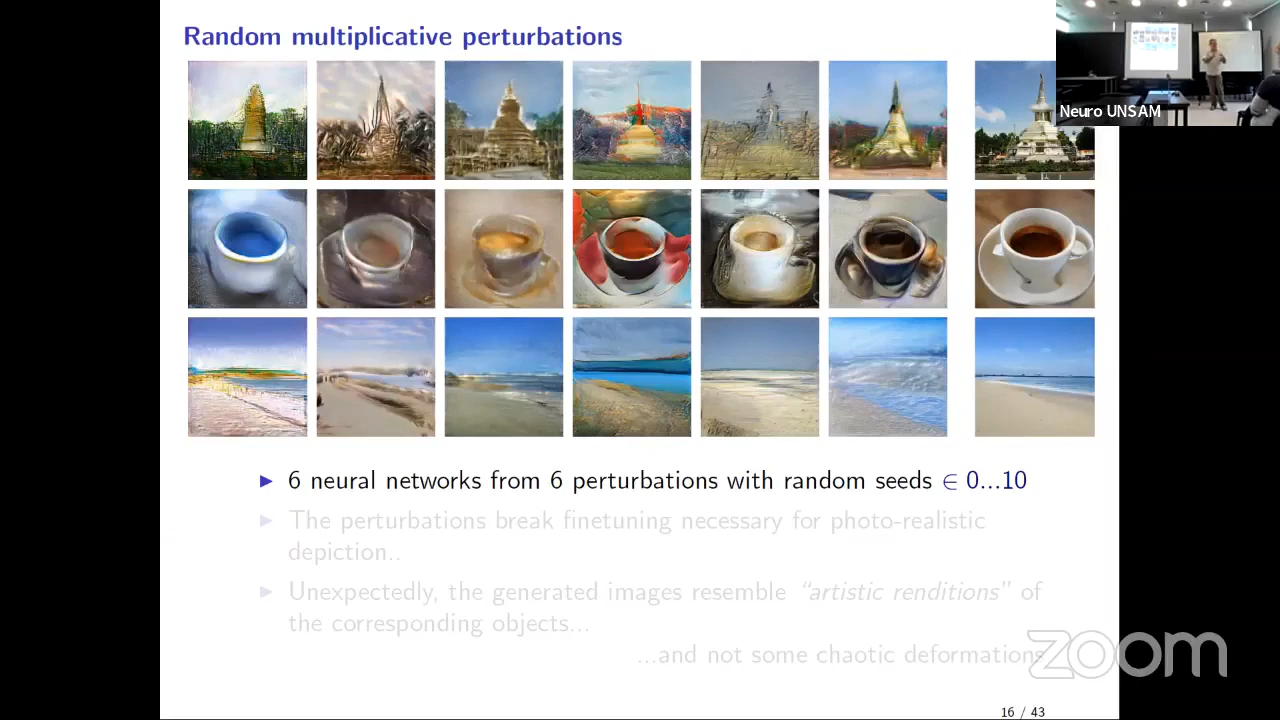 Random multiplicative perturbations
Neuro UNSAM
6 neural networks from 6 perturbations with random seeds ∈ 0...10
The perturbations break finetuning necessary for photo-realistic
depiction..
Unexpectedly, the generated images resemble “artistic renditions” of
the corresponding objects...
...and not some chaotic deformations
zoom
16 / 43